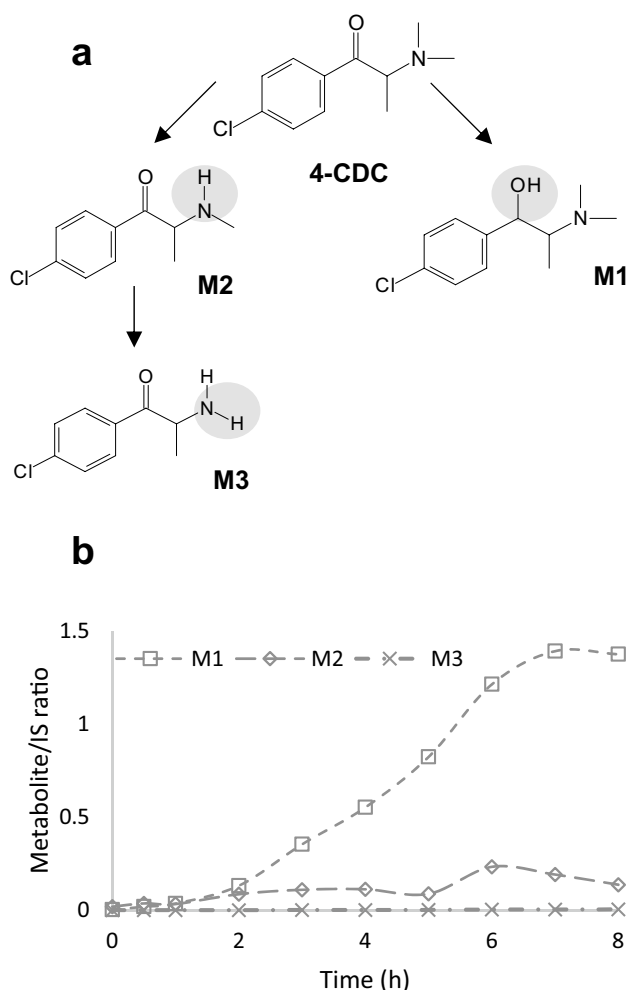 a
O
N
Cl
4-CDC
O
H
N
Cl
M2
OH
N
Cl
M1
O
H
N
H
Cl
M3
b
Metabolite/IS ratio
1.5
1
0.5
0
M1 M2 M3
0 2 4 6 8
Time (h)